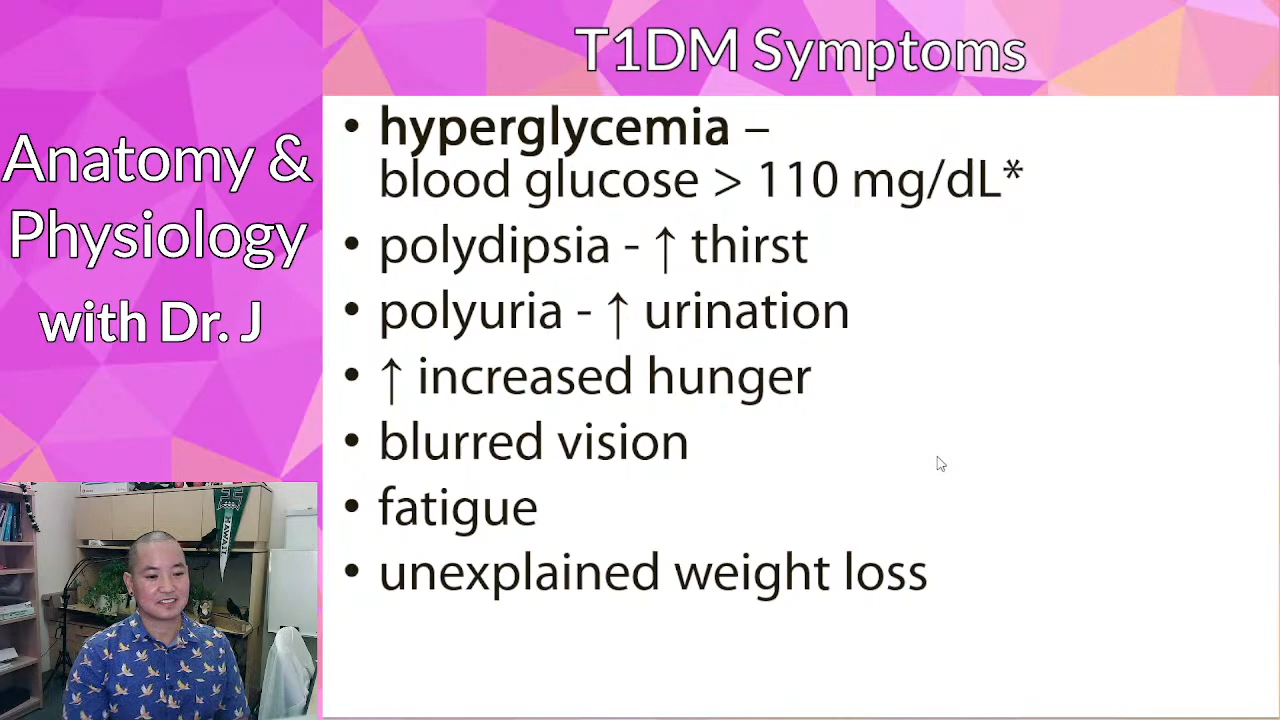 T1DM Symptoms
Anatomy &
Physiology
with Dr. J
• hyperglycemia –
blood glucose > 110 mg/dL*
• polydipsia - ↑ thirst
• polyuria - ↑ urination
• ↑ increased hunger
• blurred vision
• fatigue
• unexplained weight loss
HAWAII